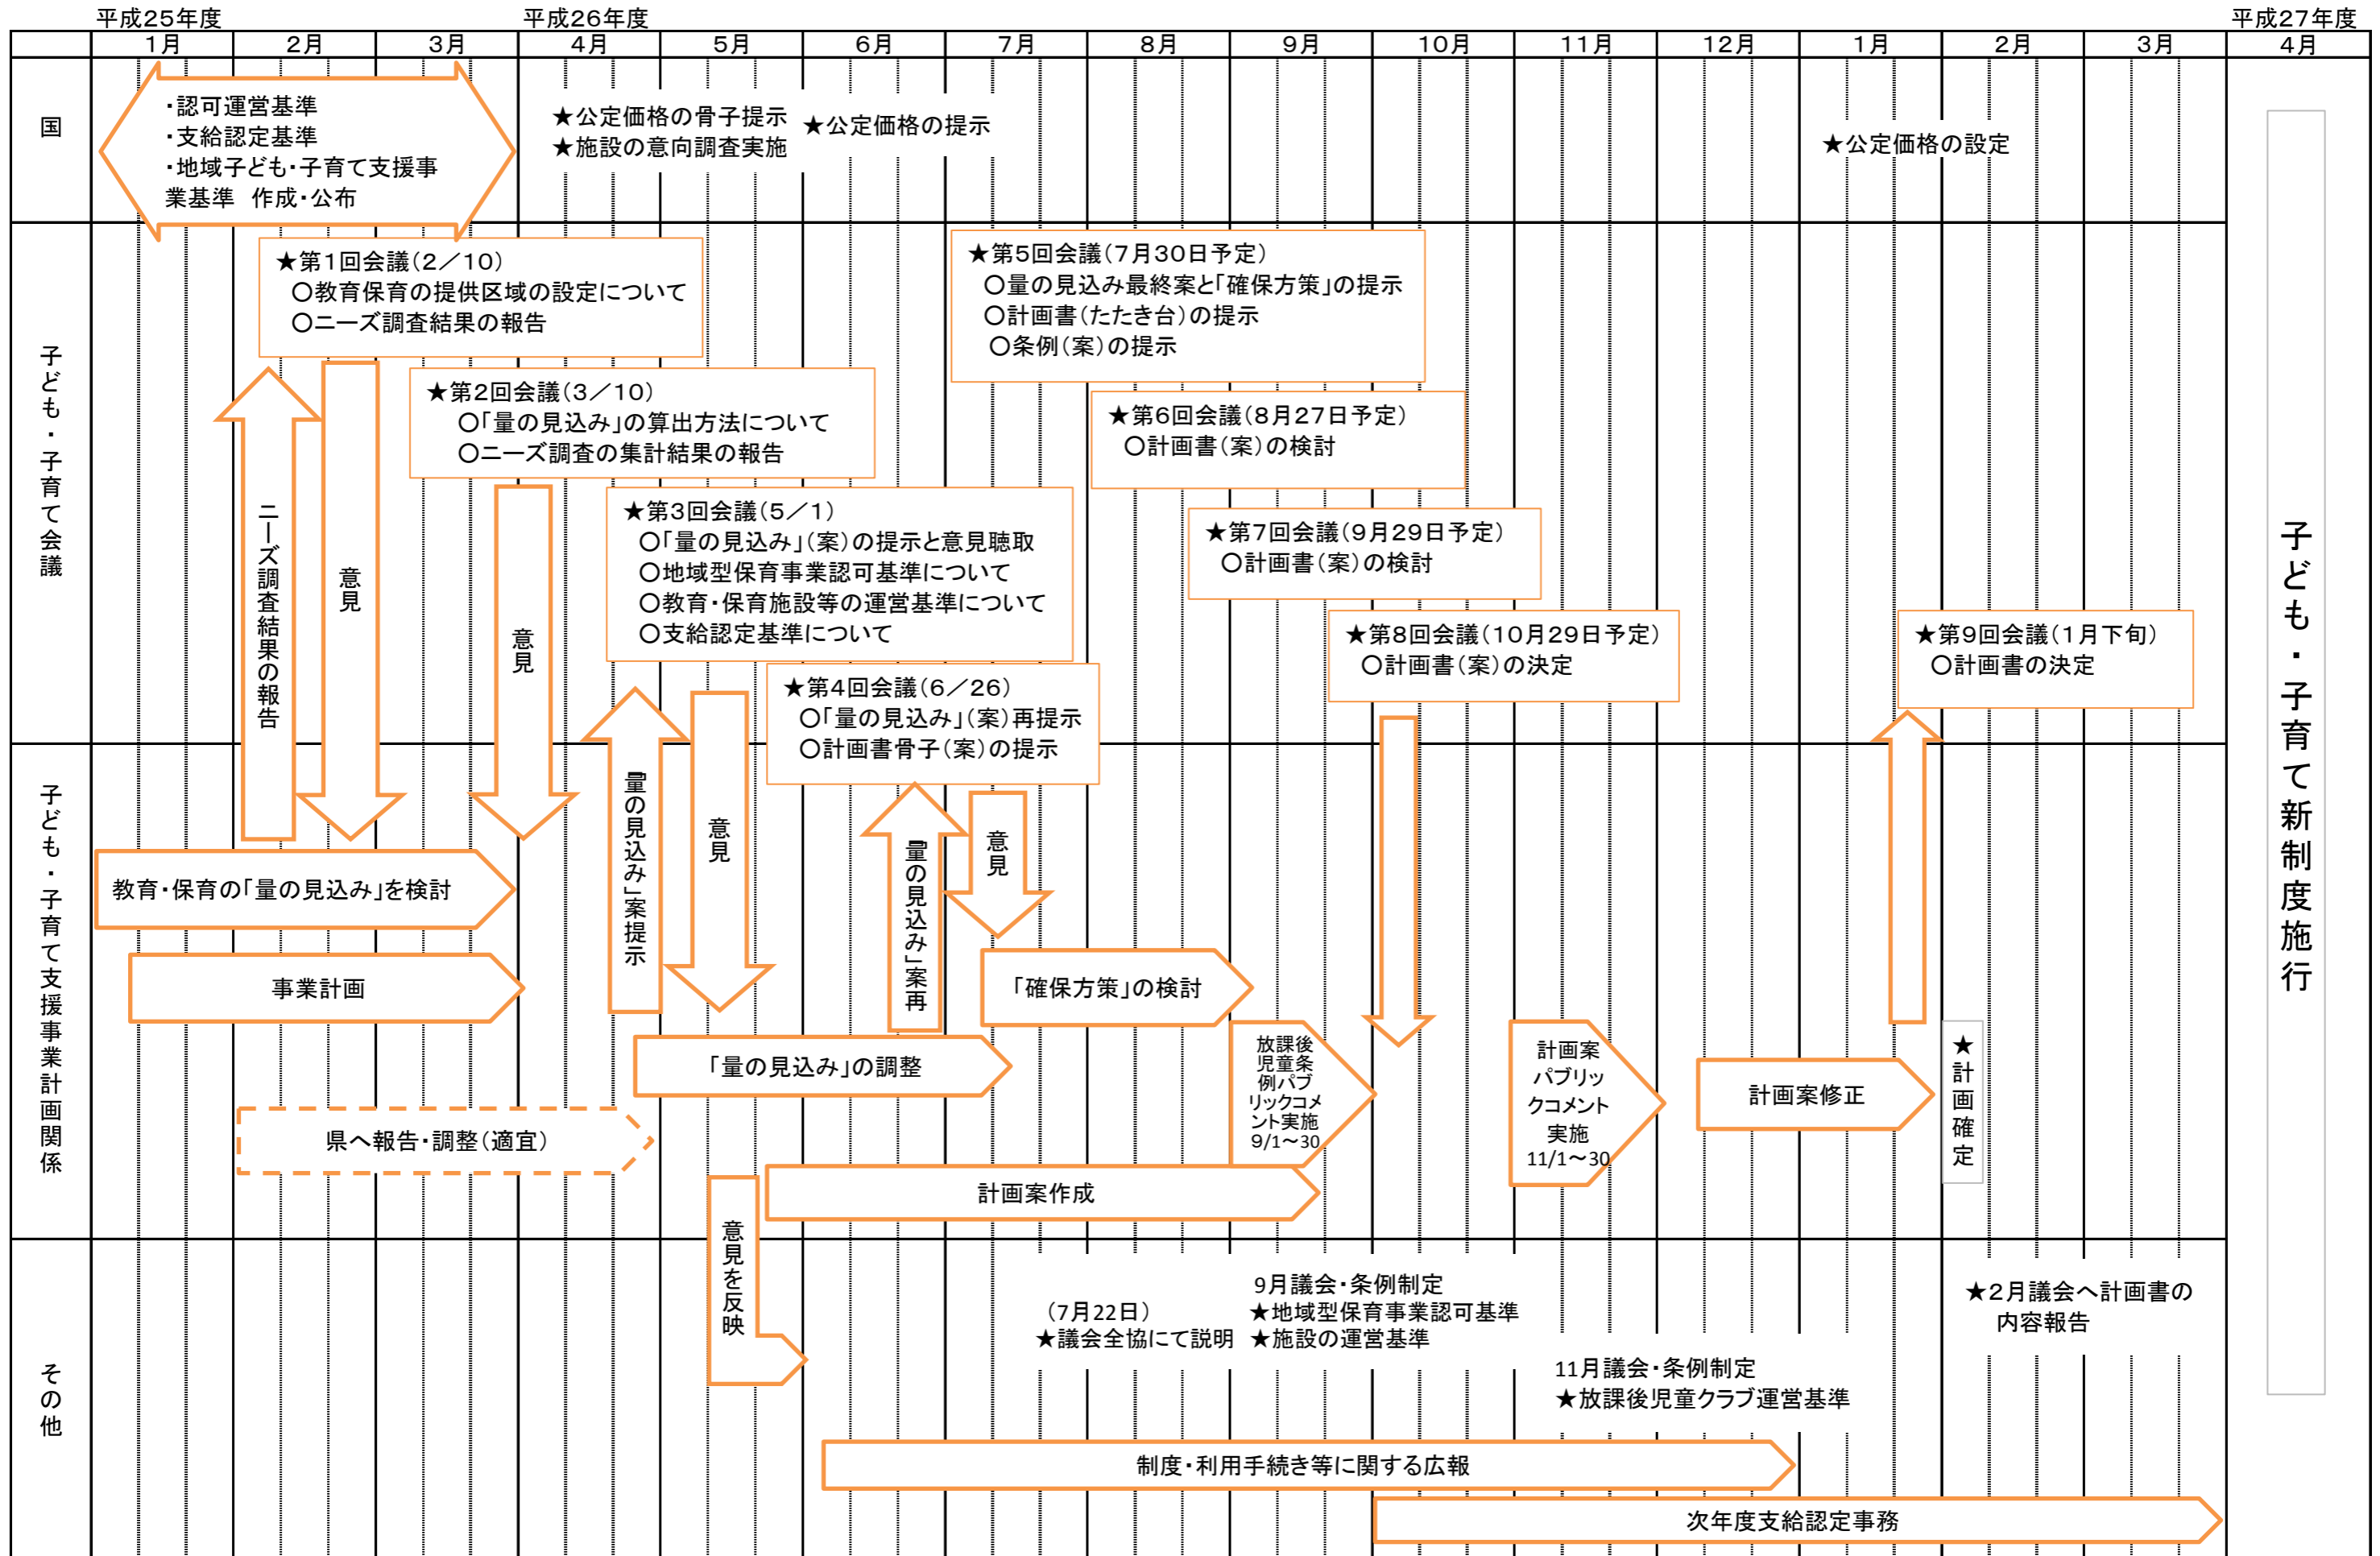 平成25年度
平成26年度
平成27年度
1月
2月
3月
4月
5月
6月
7月
8月
9月
10月
11月
12月
1月
2月
3月
4月
国
・認可運営基準
・支給認定基準
・地域子ども・子育て支援事
業基準 作成・公布
★公定価格の骨子提示
★施設の意向調査実施
★公定価格の提示
★公定価格の設定
子ども・子育て会議
★第1回会議(2/10)
○教育保育の提供区域の設定について
○ニーズ調査結果の報告
★第2回会議(3/10)
○「量の見込み」の算出方法について
○ニーズ調査の集計結果の報告
★第3回会議(5/1)
○「量の見込み」(案)の提示と意見聴取
○地域型保育事業認可基準について
○教育・保育施設等の運営基準について
○支給認定基準について
★第4回会議(6/26)
○「量の見込み」(案)再提示
○計画書骨子(案)の提示
★第5回会議(7月30日予定)
○量の見込み最終案と「確保方策」の提示
○計画書(たたき台)の提示
○条例(案)の提示
★第6回会議(8月27日予定)
○計画書(案)の検討
★第7回会議(9月29日予定)
○計画書(案)の検討
★第8回会議(10月29日予定)
○計画書(案)の決定
★第9回会議(1月下旬)
○計画書の決定
ニーズ調査結果の報告
意見
意見
「量の見込み」案提示
意見
「量の見込み」案再
意見
子ども・子育て支援事業計画関係
教育・保育の「量の見込み」を検討
事業計画
県へ報告・調整(適宜)
「量の見込み」の調整
「確保方策」の検討
計画案作成
放課後
児童条
例パブ
リックコメ
ント実施
9/1～30
計画案
パブリッ
クコメント
実施
11/1～30
計画案修正
★計画確定
その他
意見を反映
(7月22日)
★議会全協にて説明
9月議会・条例制定
★地域型保育事業認可基準
★施設の運営基準
11月議会・条例制定
★放課後児童クラブ運営基準
★2月議会へ計画書の
内容報告
制度・利用手続き等に関する広報
次年度支給認定事務
子ども・子育て新制度施行